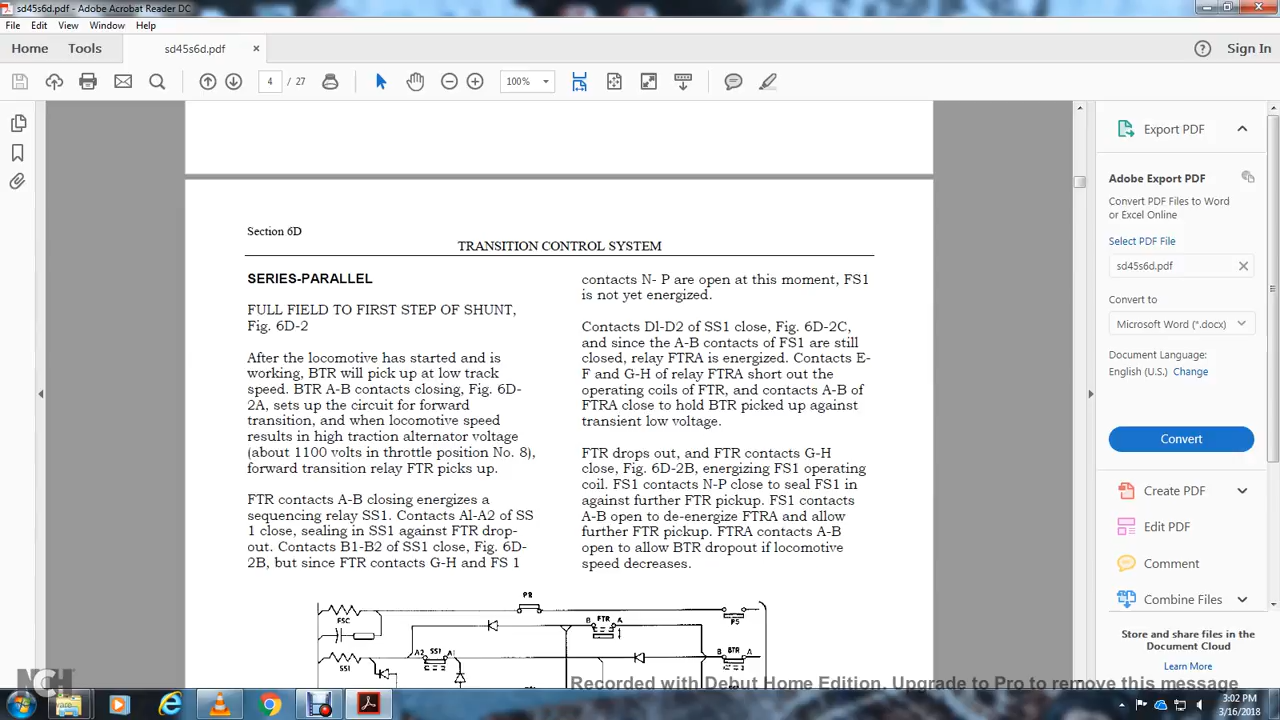 sd45s6d.pdf - Adobe Acrobat Reader DC
File Edit View Window Help
Home Tools sd45s6d.pdf × Sign In
4 / 27 100%
Section 6D
TRANSITION CONTROL SYSTEM
SERIES-PARALLEL
FULL FIELD TO FIRST STEP OF SHUNT,
Fig. 6D-2
After the locomotive has started and is
working, BTR will pick up at low track
speed. BTR A-B contacts closing, Fig. 6D-
2A, sets up the circuit for forward
transition, and when locomotive speed
results in high traction alternator voltage
(about 1100 volts in throttle position No. 8),
forward transition relay FTR picks up.
FTR contacts A-B closing energizes a
sequencing relay SS1. Contacts Al-A2 of SS
1 close, sealing in SS1 against FTR drop-
out. Contacts B1-B2 of SS1 close, Fig. 6D-
2B, but since FTR contacts G-H and FS 1
contacts N- P are open at this moment, FS1
is not yet energized.
Contacts Dl-D2 of SS1 close, Fig. 6D-2C,
and since the A-B contacts of FS1 are still
closed, relay FTRA is energized. Contacts E-
F and G-H of relay FTRA short out the
operating coils of FTR, and contacts A-B of
FTRA close to hold BTR picked up against
transient low voltage.
FTR drops out, and FTR contacts G-H
close, Fig. 6D-2B, energizing FS1 operating
coil. FS1 contacts N-P close to seal FS1 in
against further FTR pickup. FS1 contacts
A-B open to de-energize FTRA and allow
further FTR pickup. FTRA contacts A-B
open to allow BTR dropout if locomotive
speed decreases.
FSC
B FTR A
SS1
A2 SS1 A1
B BTR A
Export PDF
Adobe Export PDF
Convert PDF Files to Word
or Excel Online
Select PDF File
sd45s6d.pdf
Convert to
Microsoft Word (*.docx)
Document Language:
English (U.S.) Change
Convert
Create PDF
Edit PDF
Comment
Combine Files
Store and share files in the
Document Cloud
Learn More
NCH
Recorded with Debut Home Edition. Upgrade to Pro to remove this message
3:02 PM
3/16/2018